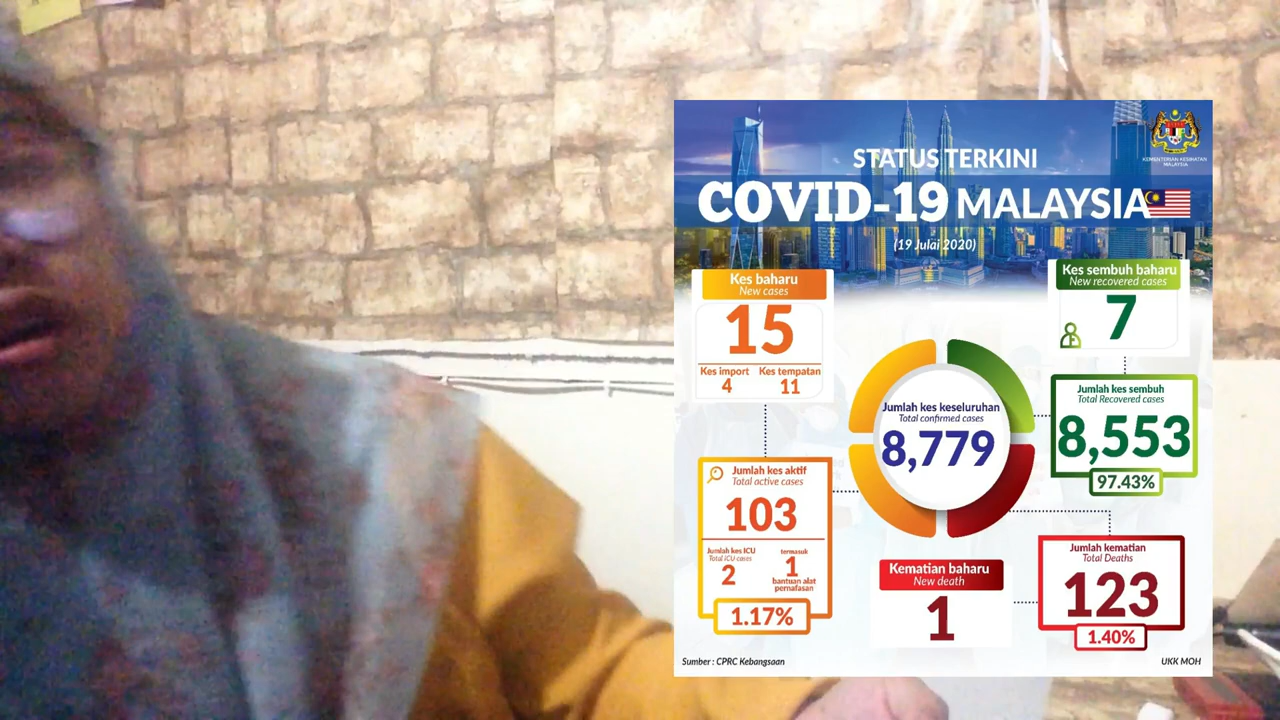 KEMENTERIAN KESIHATAN
MALAYSIA
STATUS TERKINI
COVID-19 MALAYSIA
(19 Julai 2020)
Kes baharu
New cases
15
Kes import
4
Kes tempatan
11
Kes sembuh baharu
New recovered cases
7
Jumlah kes keseluruhan
Total confirmed cases
8,779
Jumlah kes sembuh
Total Recovered cases
8,553
97.43%
Jumlah kes aktif
Total active cases
103
Jumlah kes ICU
Total ICU cases
2
termasuk
1
bantuan alat
pernafasan
1.17%
Kematian baharu
New death
1
Jumlah kematian
Total Deaths
123
1.40%
Sumber : CPRC Kebangsaan
UKK MOH